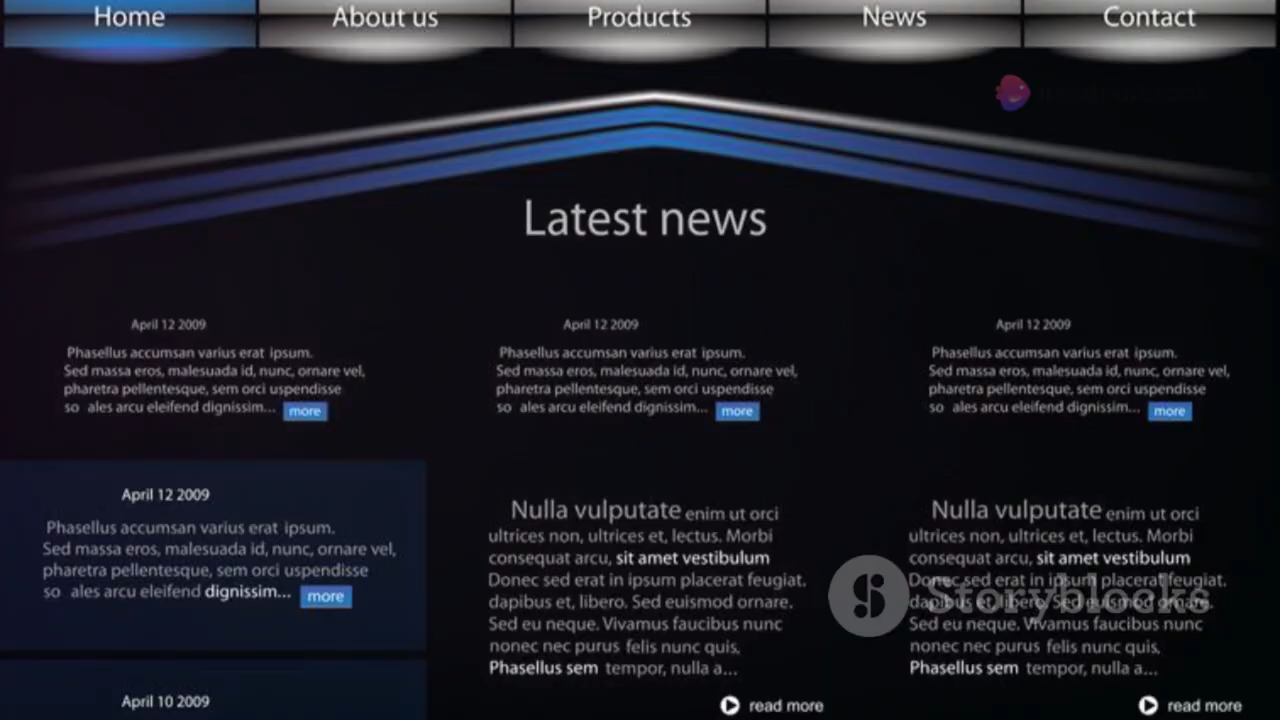 Home
About us
Products
News
Contact
Latest news
April 12 2009
Phasellus accumsan varius erat ipsum.
Sed massa eros, malesuada id, nunc, ornare vel,
pharetra pellentesque, sem orci uspendisse
so ales arcu eleifend dignissim... more
April 12 2009
Phasellus accumsan varius erat ipsum.
Sed massa eros, malesuada id, nunc, ornare vel,
pharetra pellentesque, sem orci uspendisse
so ales arcu eleifend dignissim... more
April 12 2009
Phasellus accumsan varius erat ipsum.
Sed massa eros, malesuada id, nunc, ornare vel,
pharetra pellentesque, sem orci uspendisse
so ales arcu eleifend dignissim... more
April 12 2009
Phasellus accumsan varius erat ipsum.
Sed massa eros, malesuada id, nunc, ornare vel,
pharetra pellentesque, sem orci uspendisse
so ales arcu eleifend dignissim... more
April 10 2009
Nulla vulputate enim ut orci
ultrices non, ultrices et, lectus. Morbi
consequat arcu, sit amet vestibulum
Donec sed erat in ipsum placerat feugiat.
dapibus et, libero. Sed euismod ornare.
Sed eu neque. Vivamus faucibus nunc
nonec nec purus felis nunc quis,
Phasellus sem tempor, nulla a...
read more
Nulla vulputate enim ut orci
ultrices non, ultrices et, lectus. Morbi
consequat arcu, sit amet vestibulum
Donec sed erat in ipsum placerat feugiat.
dapibus et, libero. Sed euismod ornare.
Sed eu neque. Vivamus faucibus nunc
nonec nec purus felis nunc quis,
Phasellus sem tempor, nulla a...
read more
Storyblocks